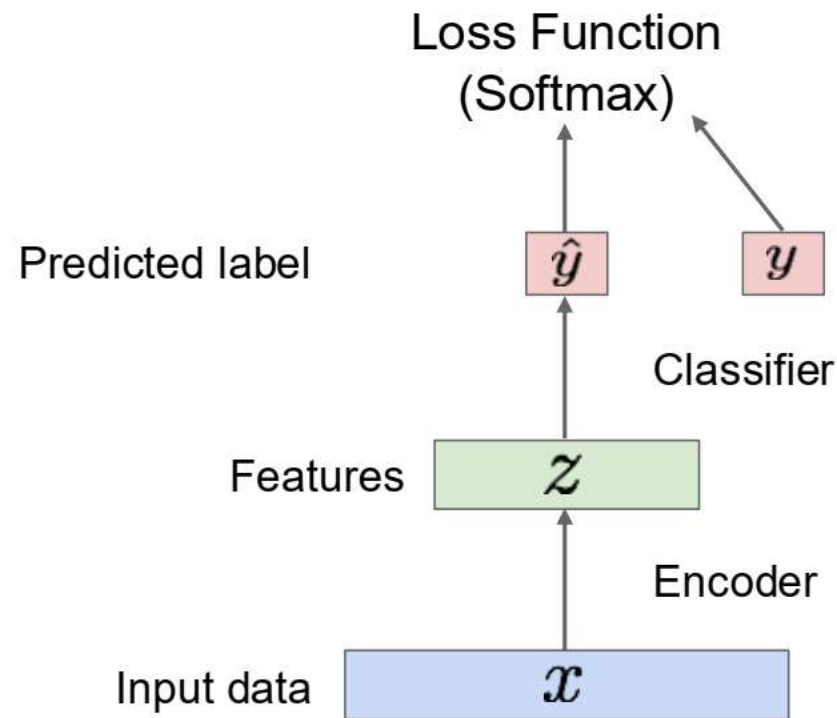 Loss Function
(Softmax)
Predicted label
ŷ
y
Classifier
Features
z
Encoder
Input data
x